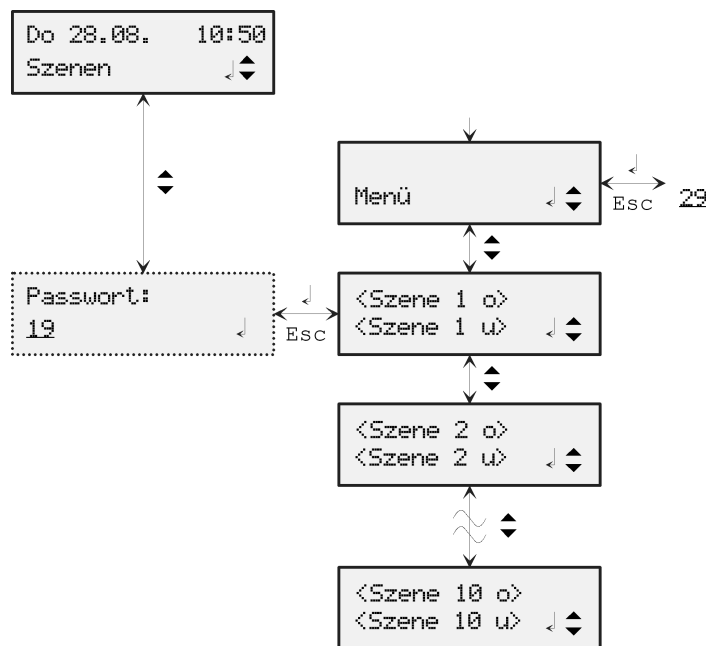 Do 28.08. 10:50
Szenen
Menü
Esc 29
Passwort:
19
Esc
<Szene 1 o>
<Szene 1 u>
<Szene 2 o>
<Szene 2 u>
<Szene 10 o>
<Szene 10 u>